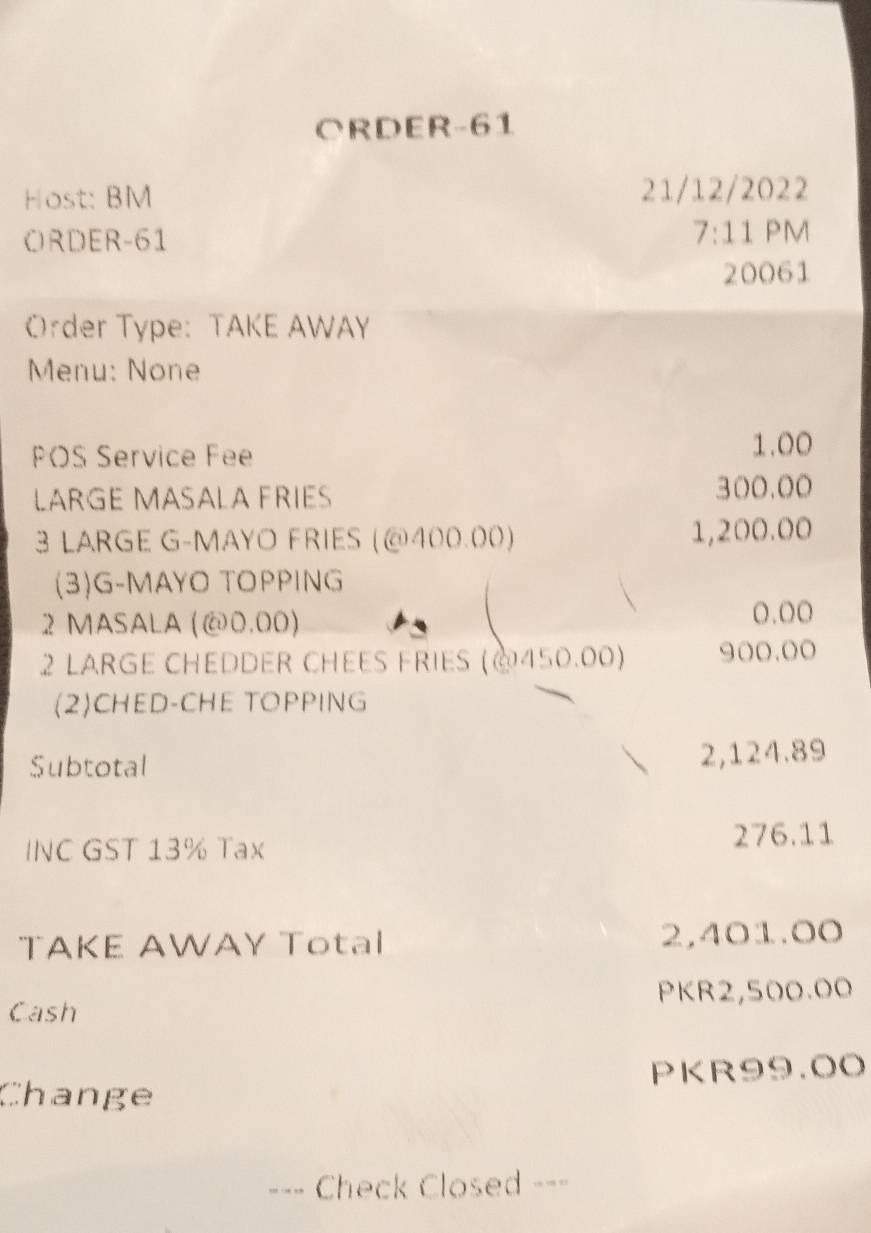 ORDER-61
Host: BM 21/12/2022
ORDER-61 7:11 PM
20061
Order Type: TAKE AWAY
Menu: None
POS Service Fee 1.00
LARGE MASALA FRIES 300.00
3 LARGE G-MAYO FRIES (@400.00) 1,200.00
(3)G-MAYO TOPPING
2 MASALA (@0.00) 0.00
2 LARGE CHEDDER CHEES FRIES (@450.00) 900.00
(2)CHED-CHE TOPPING
Subtotal 2,124.89
INC GST 13% Tax 276.11
TAKE AWAY Total 2,401.00
Cash PKR2,500.00
Change PKR99.00
--- Check Closed ---